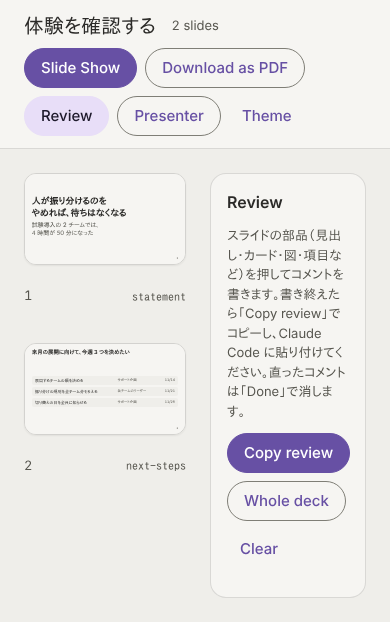 体験を確認する 2 slides
Slide Show
Download as PDF
Review
Presenter
Theme
人が振り分けるのを
やめれば、待ちはなくなる
試験導入の 2 チームでは、
4 時間が 50 分になった
1
statement
来月の展開に向けて、今週 3 つを決めたい
2
next-steps
Review
スライドの部品（見出
し・カード・図・項目な
ど）を押してコメントを
書きます。書き終えた
ら「Copy review」で
コピーし、Claude
Code に貼り付けてく
ださい。直ったコメント
は「Done」で消しま
す。
Copy review
Whole deck
Clear